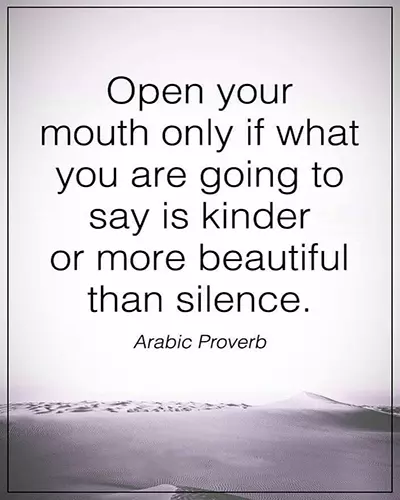 Open your
mouth only if what
you are going to
say is kinder
or more beautiful
than silence.
Arabic Proverb